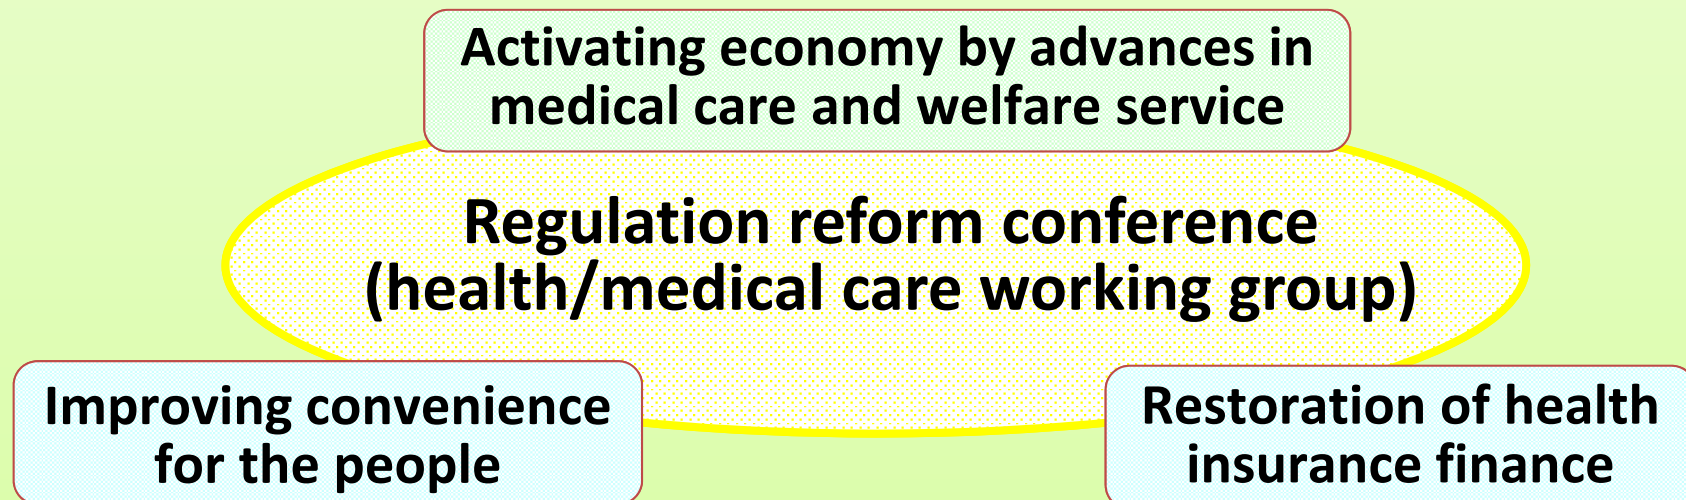 Activating economy by advances in
medical care and welfare service
Regulation reform conference
(health/medical care working group)
Improving convenience
for the people
Restoration of health
insurance finance